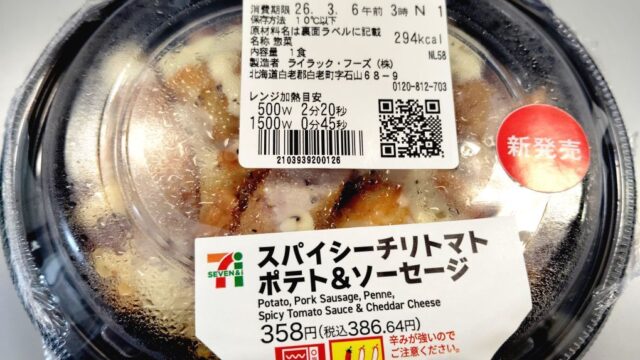 消費期限 26. 3. 6午前 3時 N 1
保存方法 10℃以下
原材料名は裏面ラベルに記載
名称 惣菜
294kcal
内容量 1食
NL58
製造者 ライラック・フーズ(株)
北海道白老郡白老町字石山68-9
0120-812-703
レンジ加熱目安
500W 2分20秒
1500W 0分45秒
2103939200126
新発売
7i
SEVEN&i
スパイシーチリトマト
ポテト&ソーセージ
Potato, Pork Sausage, Penne,
Spicy Tomato Sauce & Cheddar Cheese
358円(税込386.64円)
辛みが強いので
ご注意ください。